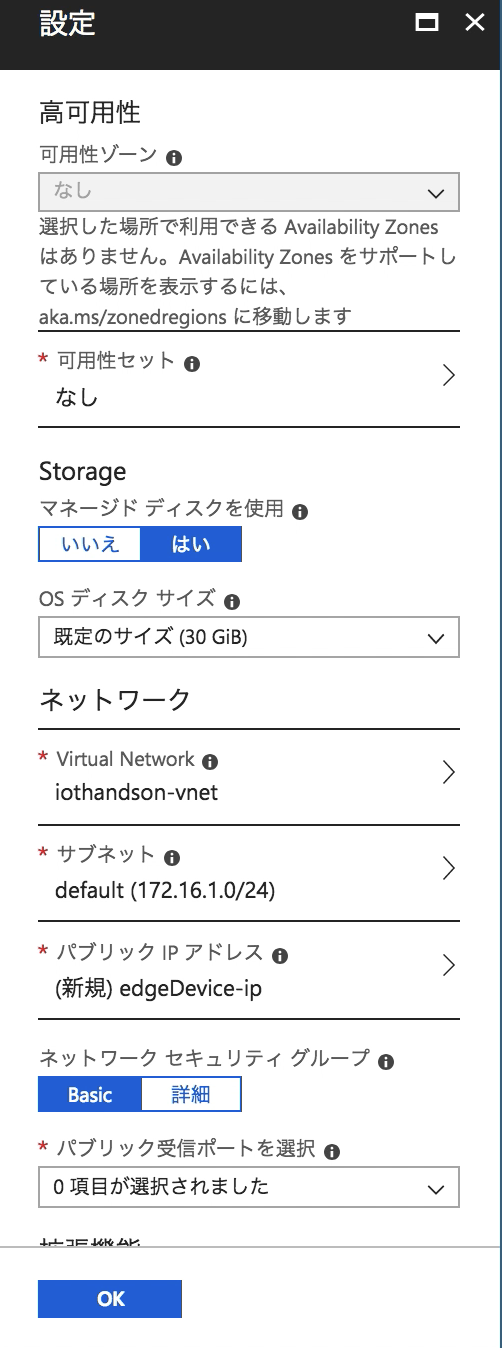 設定
高可用性
可用性ゾーン
なし
選択した場所で利用できる Availability Zones
はありません。Availability Zones をサポートし
ている場所を表示するには、
aka.ms/zonedregions に移動します
* 可用性セット
なし
Storage
マネージド ディスクを使用
いいえ はい
OS ディスク サイズ
既定のサイズ (30 GiB)
ネットワーク
* Virtual Network
iothandson-vnet
* サブネット
default (172.16.1.0/24)
* パブリック IP アドレス
(新規) edgeDevice-ip
ネットワーク セキュリティ グループ
Basic 詳細
* パブリック受信ポートを選択
0 項目が選択されました
拡張機能
OK